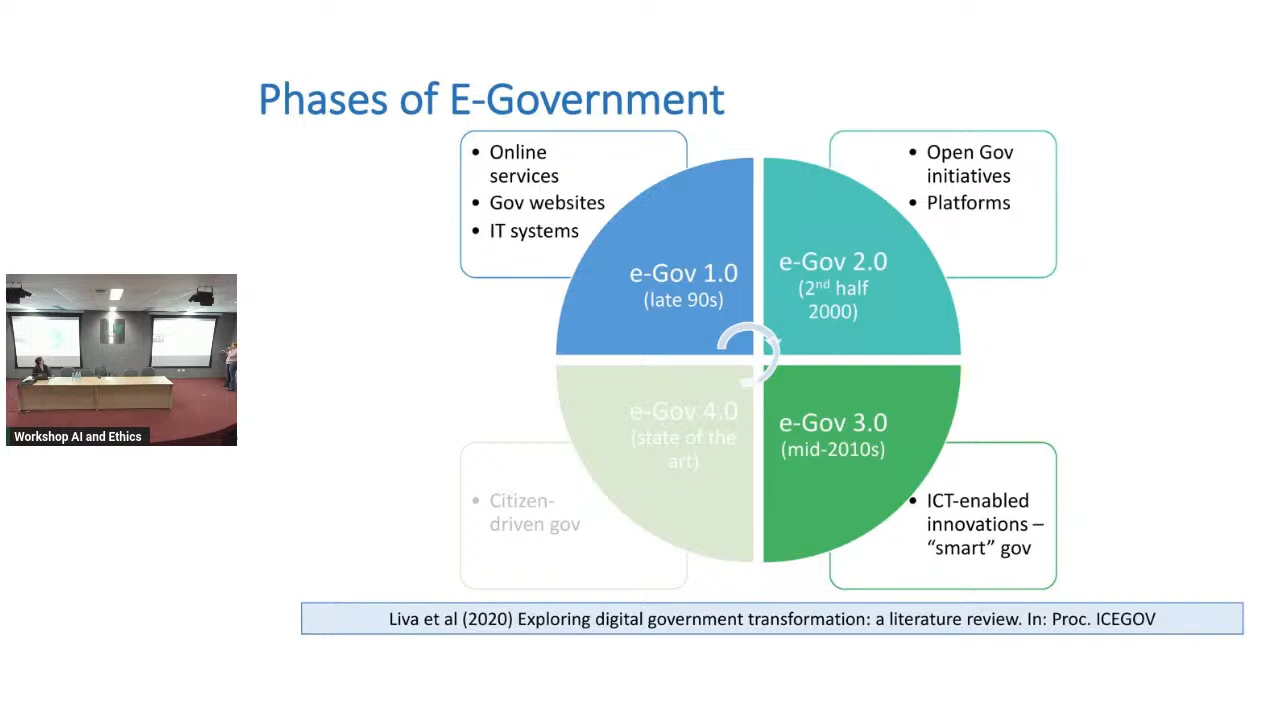 Phases of E-Government
• Online
services
• Gov websites
• IT systems
• Open Gov
initiatives
• Platforms
e-Gov 1.0
(late 90s)
e-Gov 2.0
(2nd half
2000)
e-Gov 4.0
(state of the
art)
e-Gov 3.0
(mid-2010s)
• Citizen-
driven gov
• ICT-enabled
innovations –
“smart” gov
Workshop AI and Ethics
Liva et al (2020) Exploring digital government transformation: a literature review. In: Proc. ICEGOV